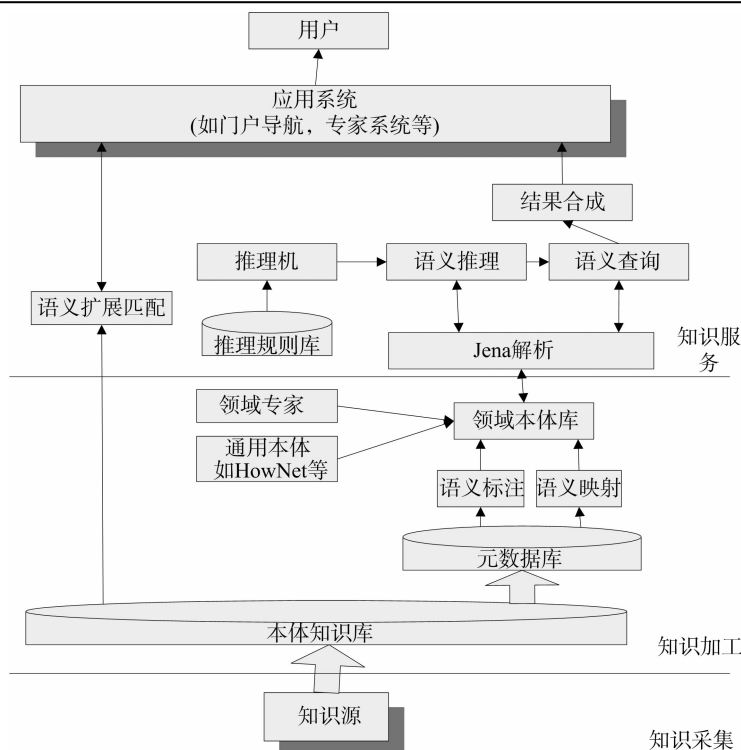 用户
应用系统
(如门户导航，专家系统等)
结果合成
推理机
语义推理
语义查询
语义扩展匹配
推理规则库
Jena解析
知识服
务
领域专家
领域本体库
通用本体
如HowNet等
语义标注
语义映射
元数据库
本体知识库
知识加工
知识源
知识采集